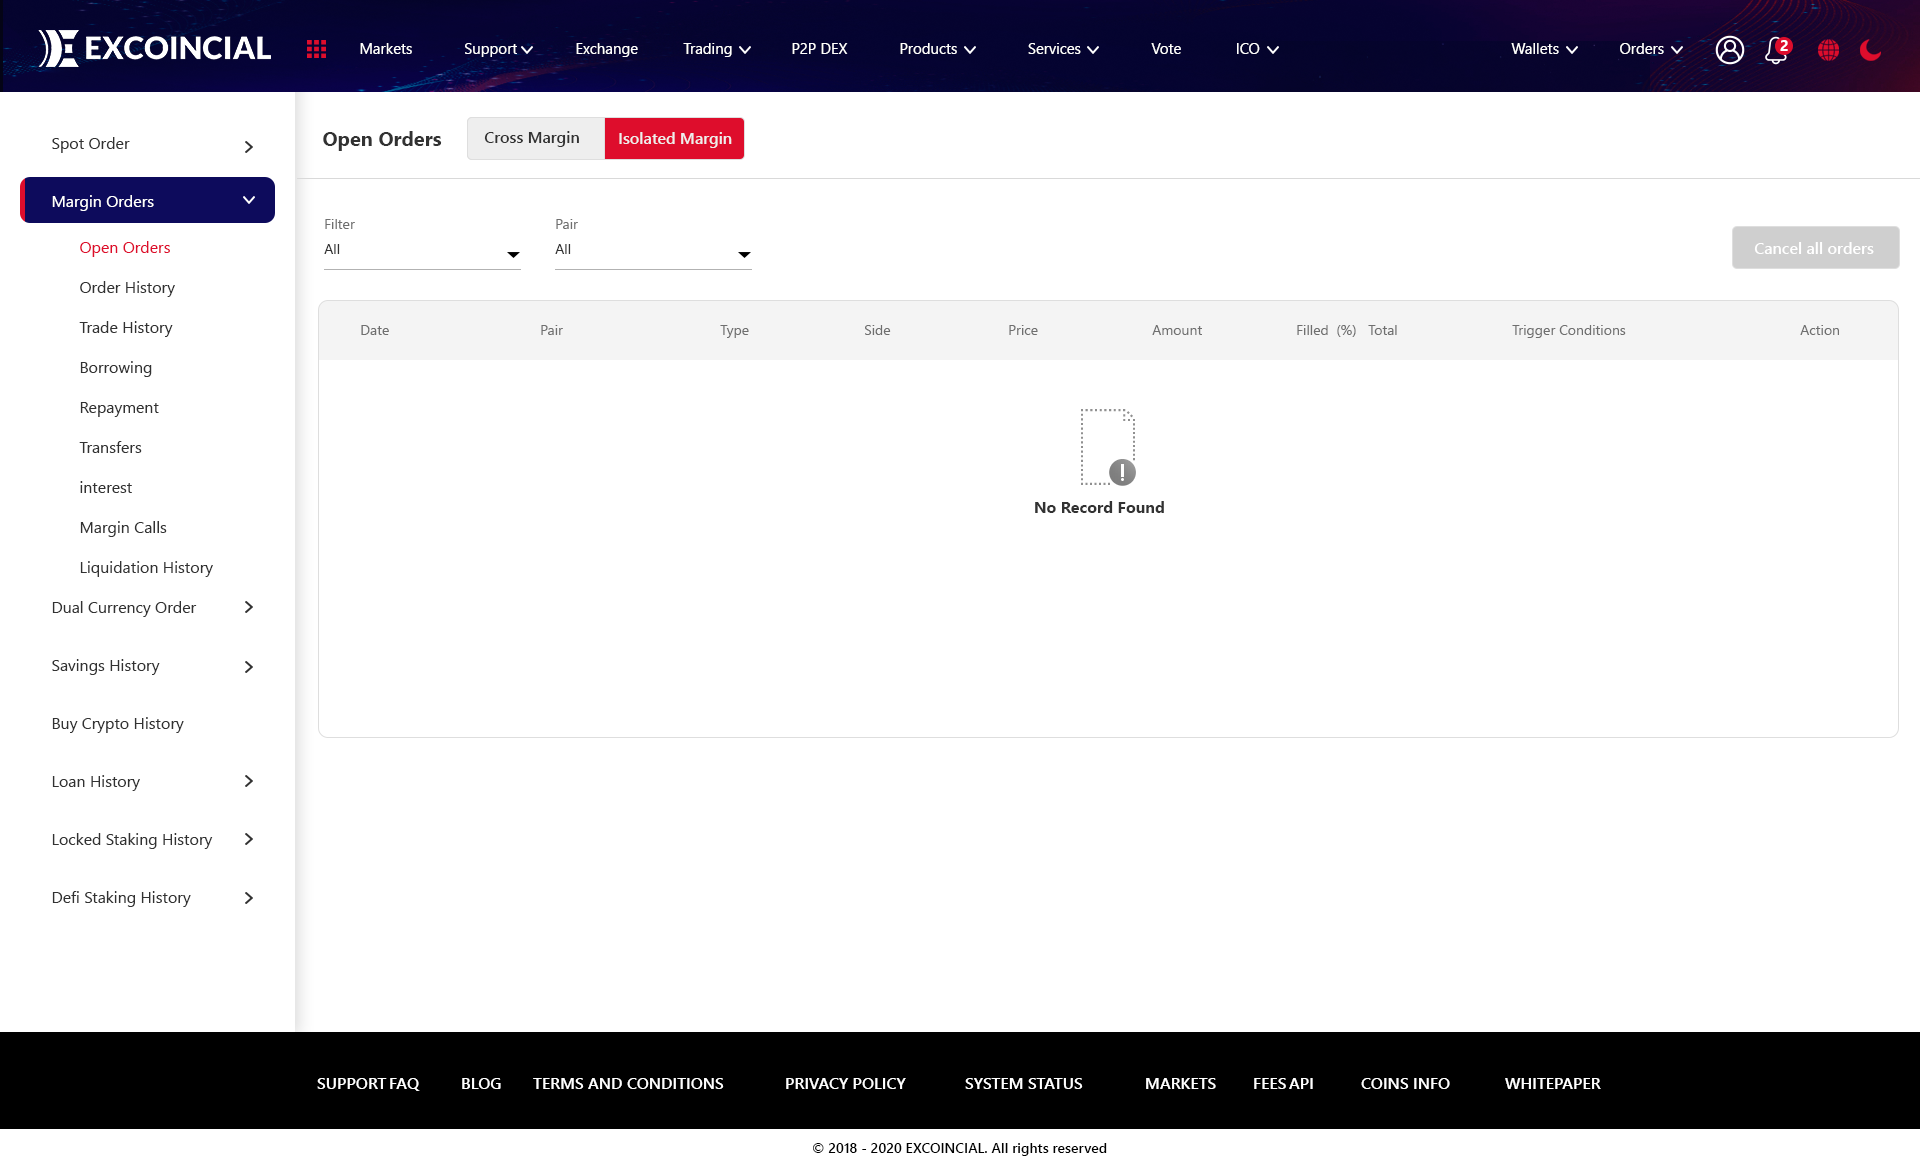 EXCOINCIAL Markets Support Exchange Trading P2P DEX Products Services Vote ICO Wallets Orders 2
Spot Order
Margin Orders
Open Orders
Order History
Trade History
Borrowing
Repayment
Transfers
interest
Margin Calls
Liquidation History
Dual Currency Order
Savings History
Buy Crypto History
Loan History
Locked Staking History
Defi Staking History
Open Orders Cross Margin Isolated Margin
Filter Pair
All All
Cancel all orders
Date Pair Type Side Price Amount Filled (%) Total Trigger Conditions Action
!
No Record Found
SUPPORT FAQ BLOG TERMS AND CONDITIONS PRIVACY POLICY SYSTEM STATUS MARKETS FEES API COINS INFO WHITEPAPER
© 2018 - 2020 EXCOINCIAL. All rights reserved